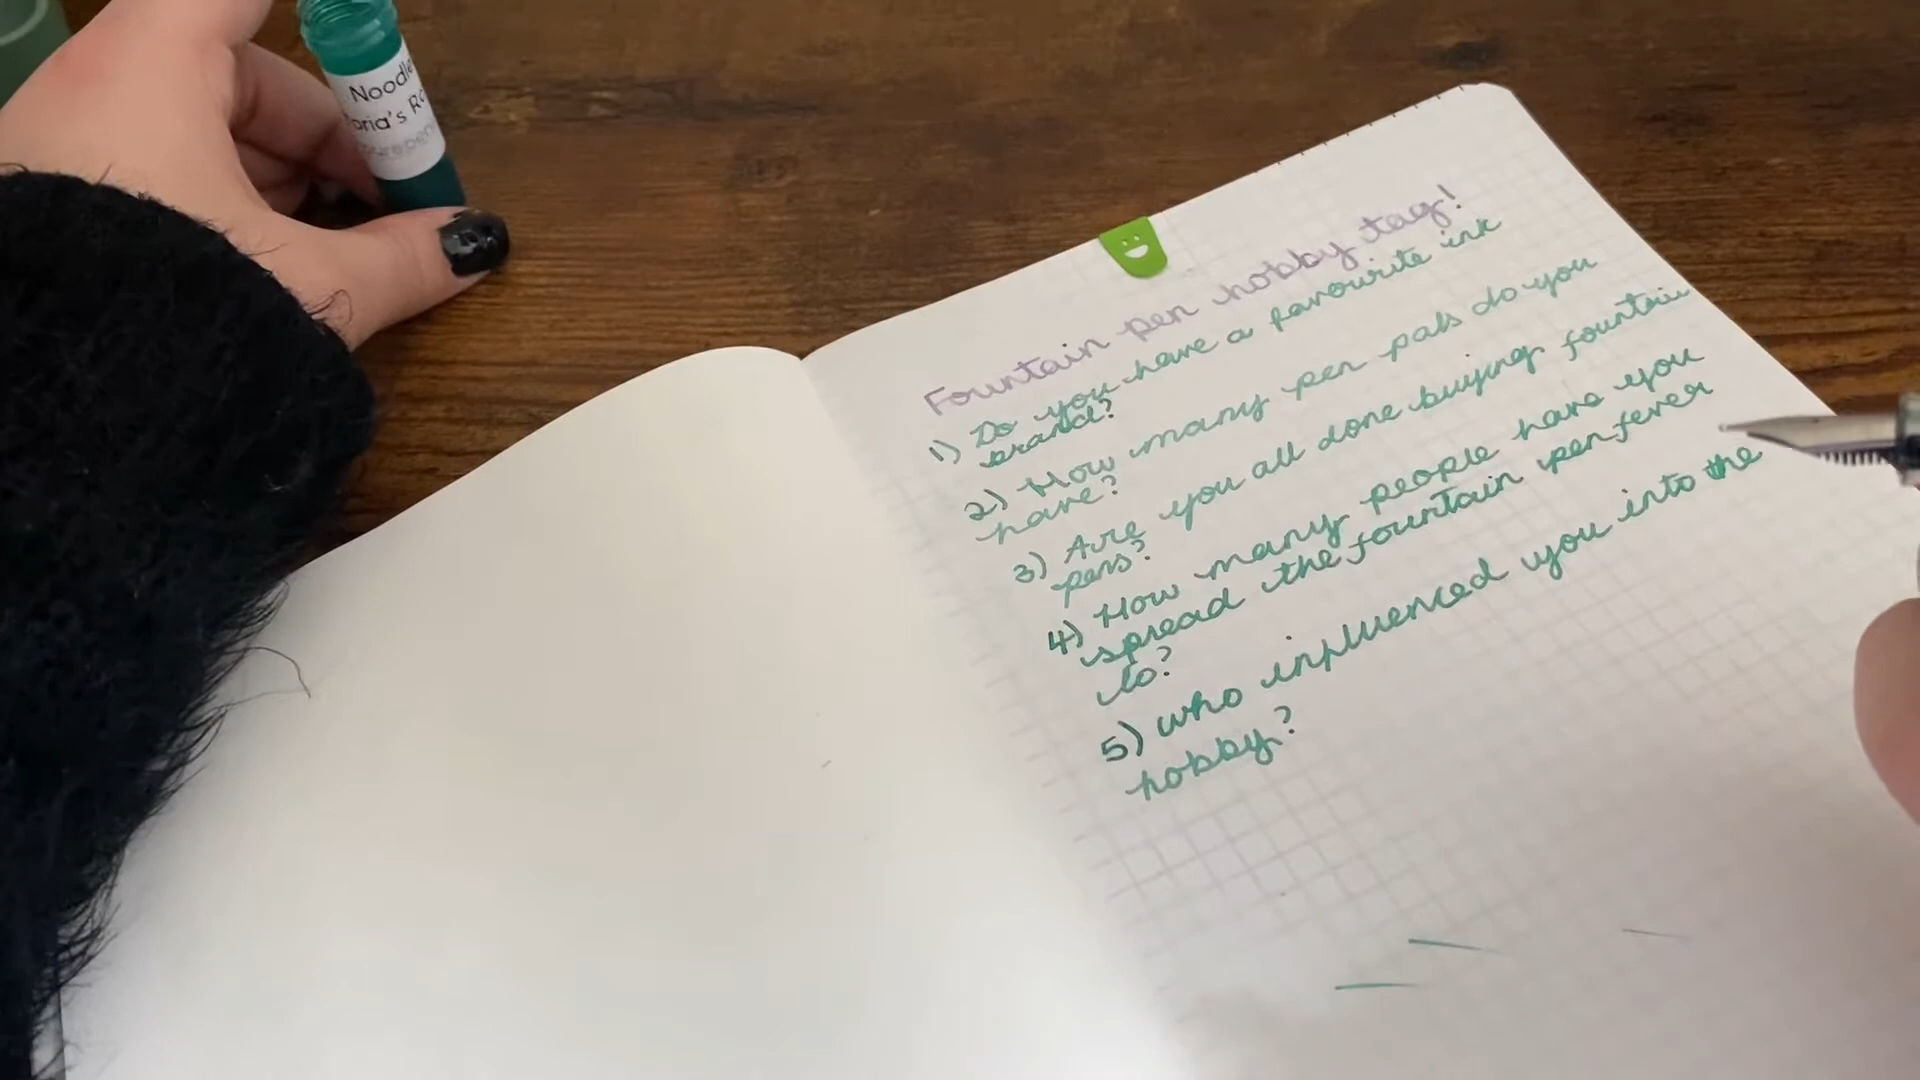 Noodle
oria's R
Fountain pen hobby tag!
1) Do you have a favourite ink
brand?
2) How many pen pals do you
have?
3) Are you all done buying fountain
pens?
4) How many people have you
spread the fountain pen fever
to?
5) who influenced you into the
hobby?